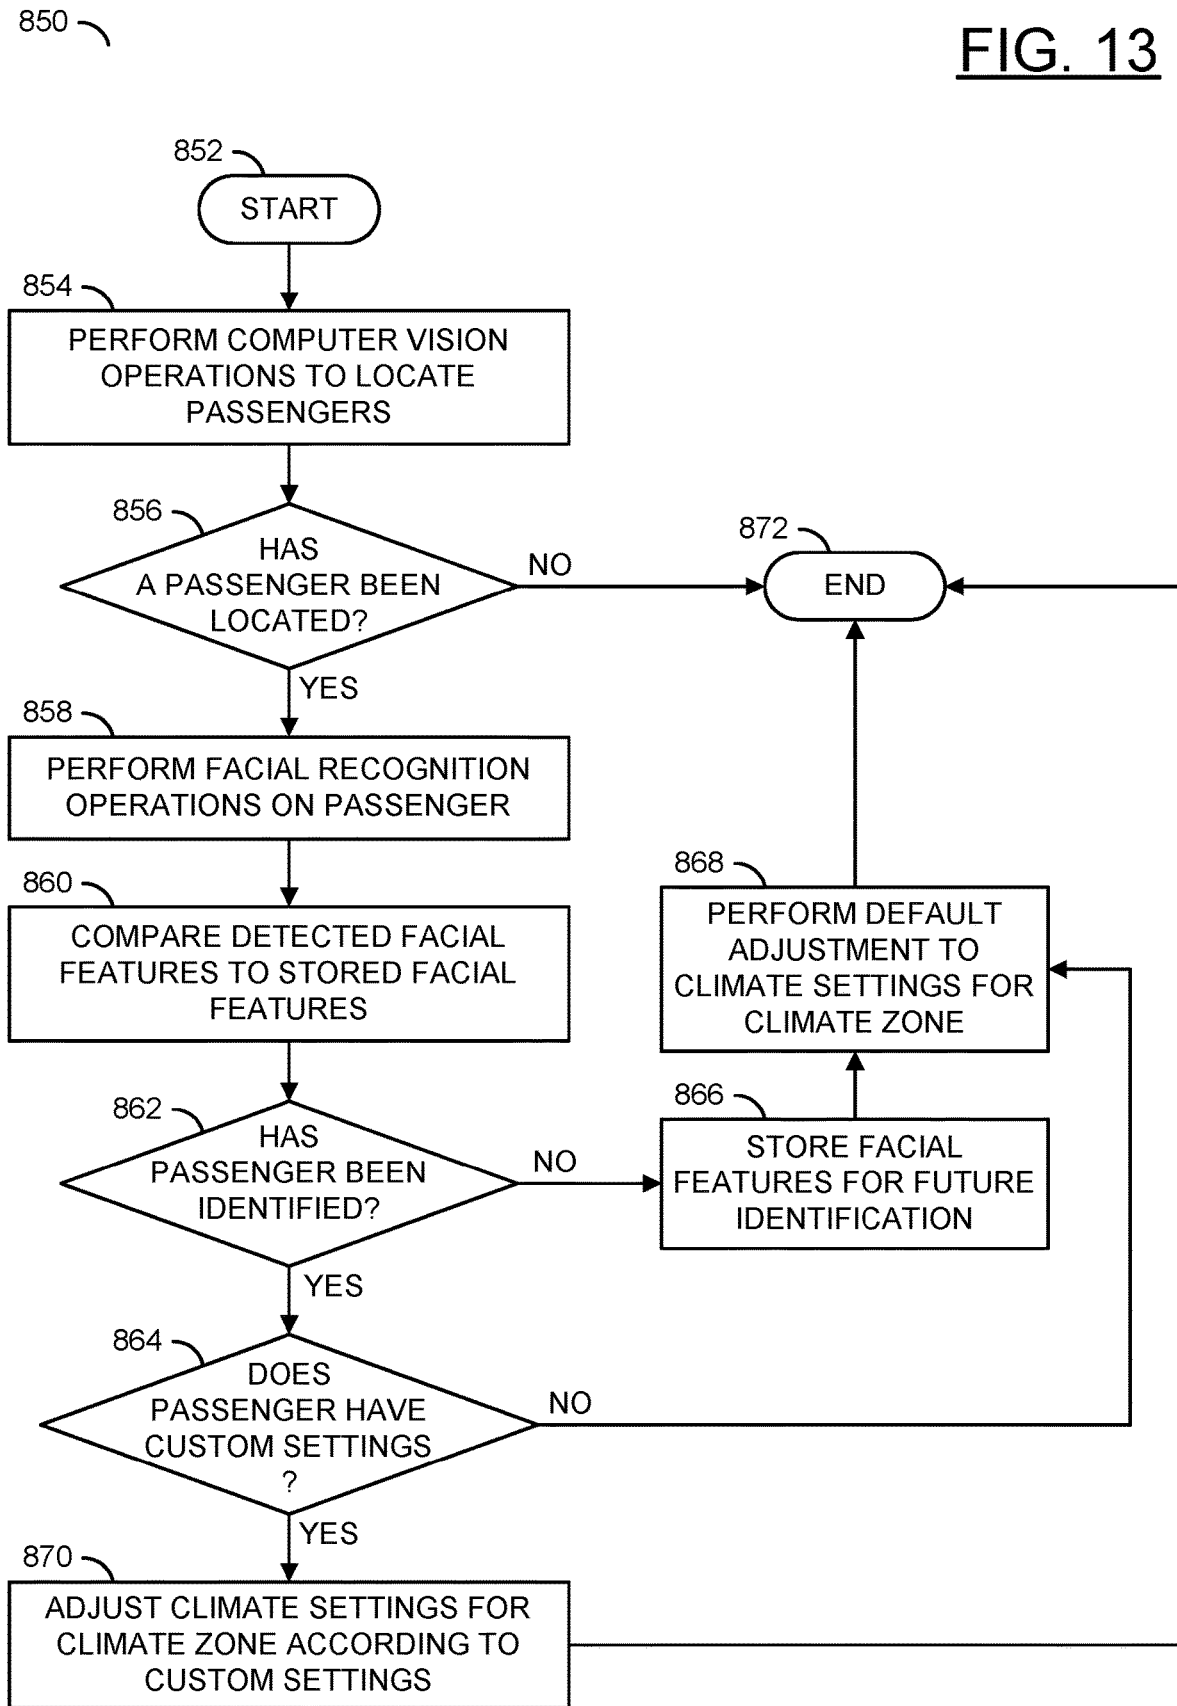 850
FIG. 13
852
START
854
PERFORM COMPUTER VISION
OPERATIONS TO LOCATE
PASSENGERS
856
HAS
A PASSENGER BEEN
LOCATED?
NO
872
END
YES
858
PERFORM FACIAL RECOGNITION
OPERATIONS ON PASSENGER
860
COMPARE DETECTED FACIAL
FEATURES TO STORED FACIAL
FEATURES
868
PERFORM DEFAULT
ADJUSTMENT TO
CLIMATE SETTINGS FOR
CLIMATE ZONE
862
HAS
PASSENGER BEEN
IDENTIFIED?
NO
866
STORE FACIAL
FEATURES FOR FUTURE
IDENTIFICATION
YES
864
DOES
PASSENGER HAVE
CUSTOM SETTINGS
?
NO
YES
870
ADJUST CLIMATE SETTINGS FOR
CLIMATE ZONE ACCORDING TO
CUSTOM SETTINGS